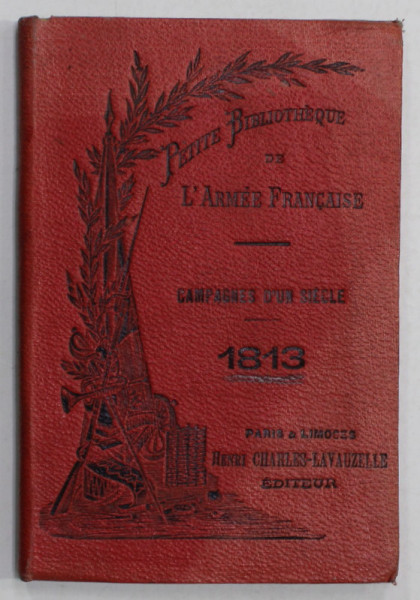 PETITE BIBLIOTHÈQUE
DE
L'ARMÉE FRANÇAISE
CAMPAGNES D'UN SIÈCLE
1813
PARIS & LIMOGES
HENRI CHARLES-LAVAUZELLE
ÉDITEUR